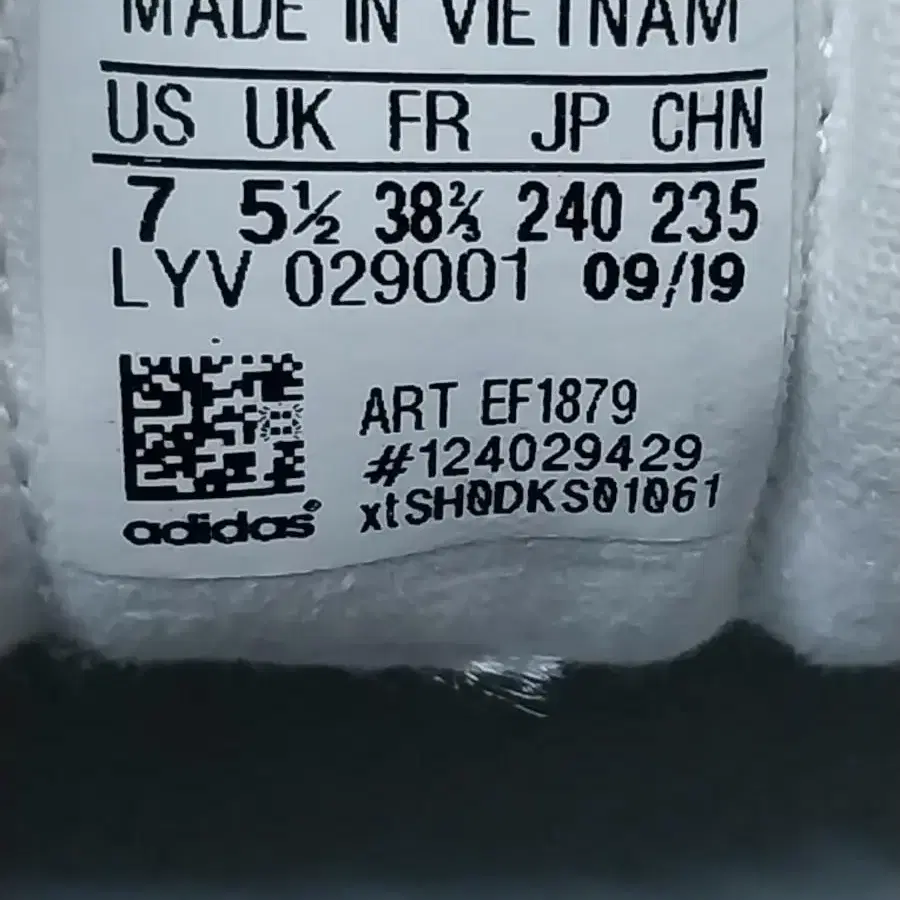 MADE IN VIETNAM
US UK FR JP CHN
7 5½ 38⅔ 240 235
LYV 029001 09/19
ART EF1879
#124029429
xtSH0DKS01061
adidas®